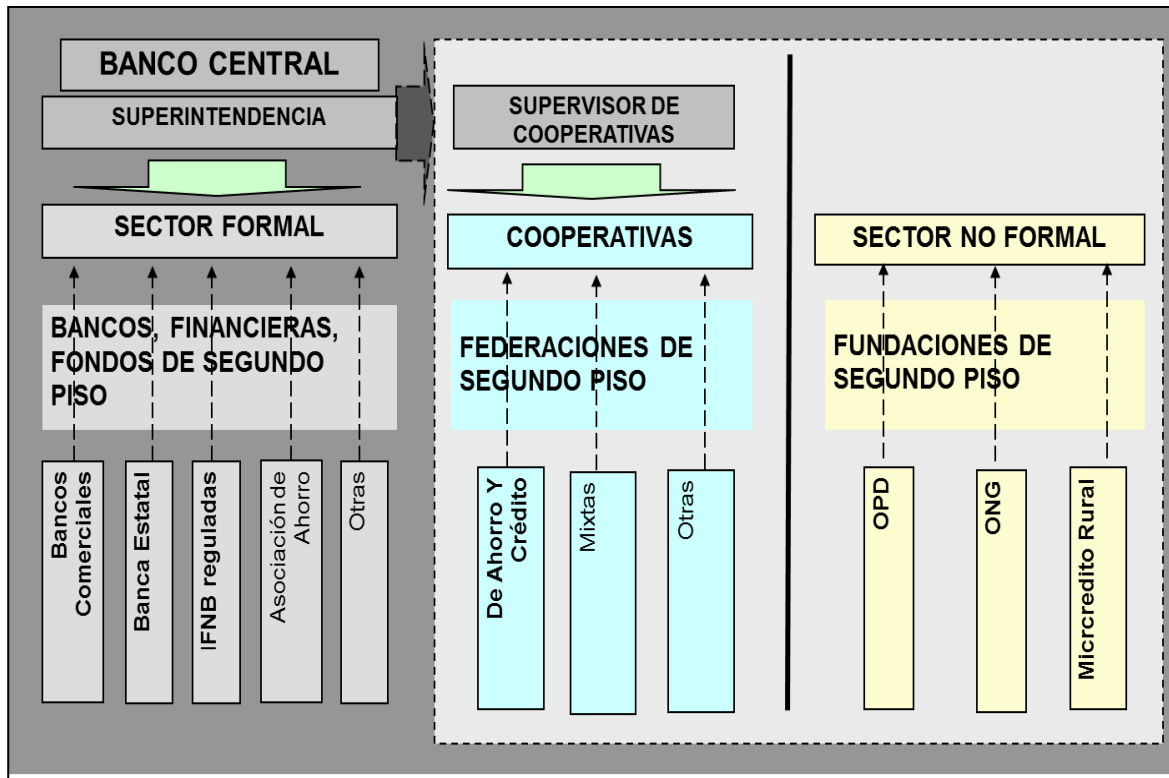 BANCO CENTRAL
SUPERINTENDENCIA
SECTOR FORMAL
BANCOS, FINANCIERAS,
FONDOS DE SEGUNDO
PISO
Bancos
Comerciales
Banca Estatal
IFNB reguladas
Asociación de
Ahorro
Otras
SUPERVISOR DE
COOPERATIVAS
COOPERATIVAS
FEDERACIONES DE
SEGUNDO PISO
De Ahorro Y
Crédito
Mixtas
Otras
SECTOR NO FORMAL
FUNDACIONES DE
SEGUNDO PISO
OPD
ONG
Micrcredito Rural